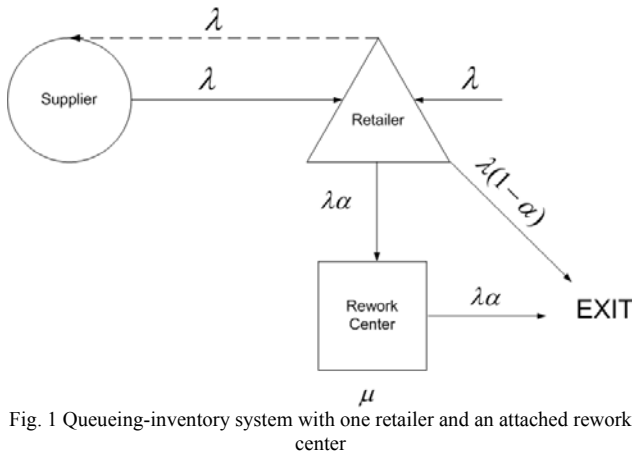 λ
Supplier
λ
λ
Retailer
λα
λ(1−α)
Rework
Center
λα
EXIT
μ
Fig. 1 Queueing-inventory system with one retailer and an attached rework
center